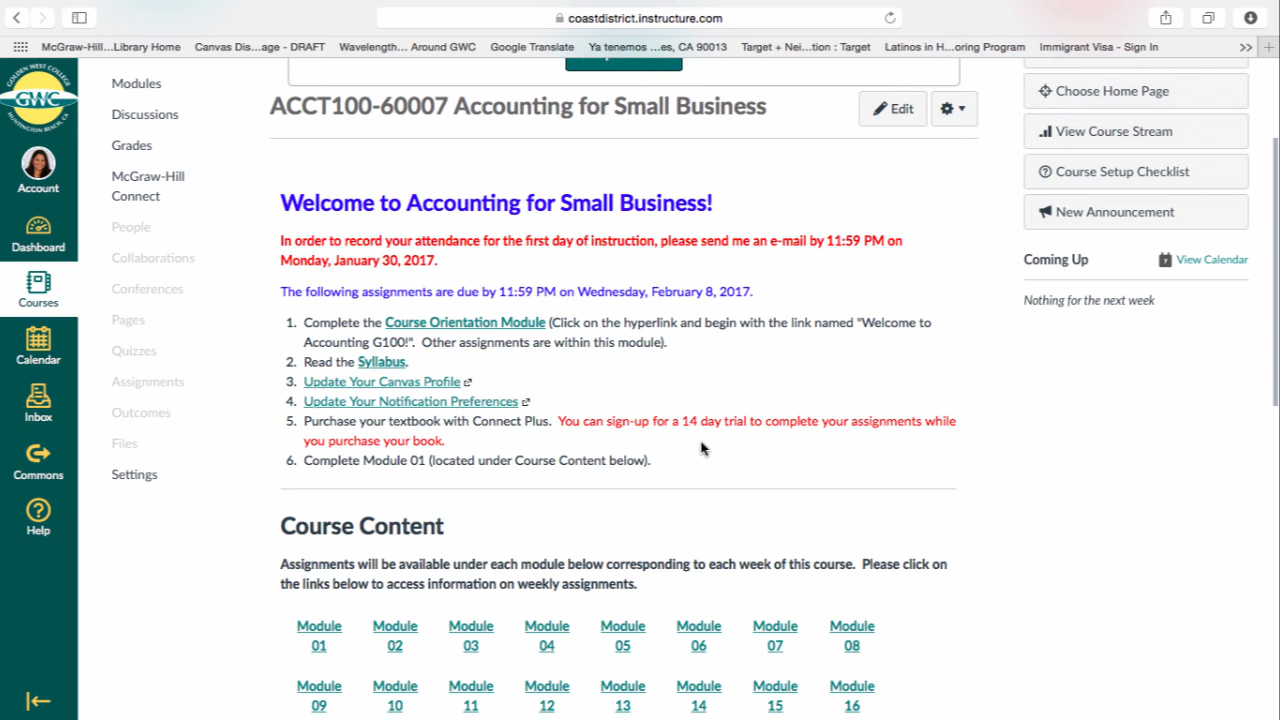 coastdistrict.instructure.com
McGraw-Hill...Library Home
Canvas Dis...age - DRAFT
Wavelength... Around GWC
Google Translate
Ya tenemos ...es, CA 90013
Target + Nei...tion : Target
Latinos in H...oring Program
Immigrant Visa - Sign In
GOLDEN WEST COLLEGE
GWC
HUNTINGTON BEACH, CA
Account
Dashboard
Courses
Calendar
Inbox
Commons
Help
Modules
Discussions
Grades
McGraw-Hill
Connect
People
Collaborations
Conferences
Pages
Quizzes
Assignments
Outcomes
Files
Settings
ACCT100-60007 Accounting for Small Business
Edit
Welcome to Accounting for Small Business!
In order to record your attendance for the first day of instruction, please send me an e-mail by 11:59 PM on
Monday, January 30, 2017.
The following assignments are due by 11:59 PM on Wednesday, February 8, 2017.
1. Complete the Course Orientation Module (Click on the hyperlink and begin with the link named "Welcome to
Accounting G100!". Other assignments are within this module).
2. Read the Syllabus.
3. Update Your Canvas Profile
4. Update Your Notification Preferences
5. Purchase your textbook with Connect Plus. You can sign-up for a 14 day trial to complete your assignments while
you purchase your book.
6. Complete Module 01 (located under Course Content below).
Course Content
Assignments will be available under each module below corresponding to each week of this course. Please click on
the links below to access information on weekly assignments.
Module Module Module Module Module Module Module Module
01 02 03 04 05 06 07 08
Module Module Module Module Module Module Module Module
09 10 11 12 13 14 15 16
Choose Home Page
View Course Stream
Course Setup Checklist
New Announcement
Coming Up
View Calendar
Nothing for the next week